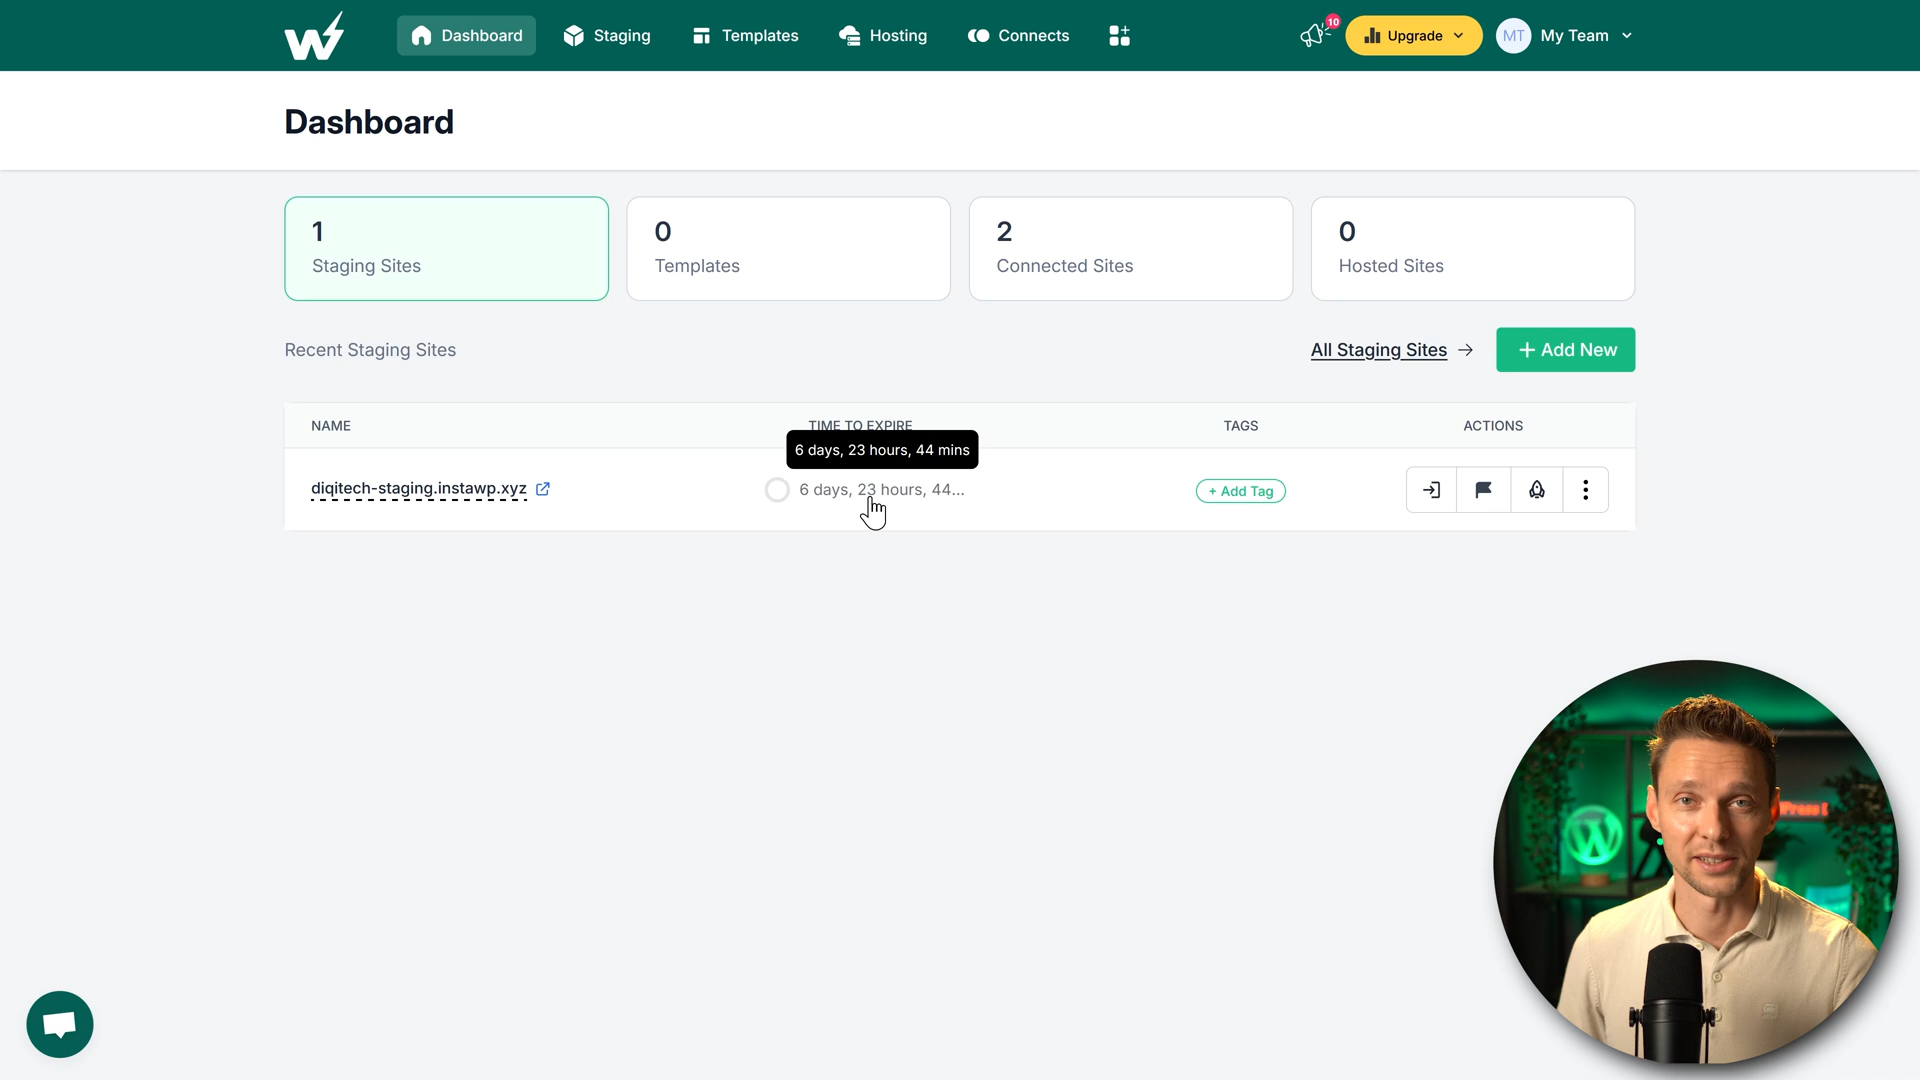 Dashboard
Staging
Templates
Hosting
Connects
10
Upgrade
MT
My Team
Dashboard
1
Staging Sites
0
Templates
2
Connected Sites
0
Hosted Sites
Recent Staging Sites
All Staging Sites →
+ Add New
NAME
TIME TO EXPIRE
TAGS
ACTIONS
6 days, 23 hours, 44 mins
diqitech-staging.instawp.xyz
6 days, 23 hours, 44...
+ Add Tag